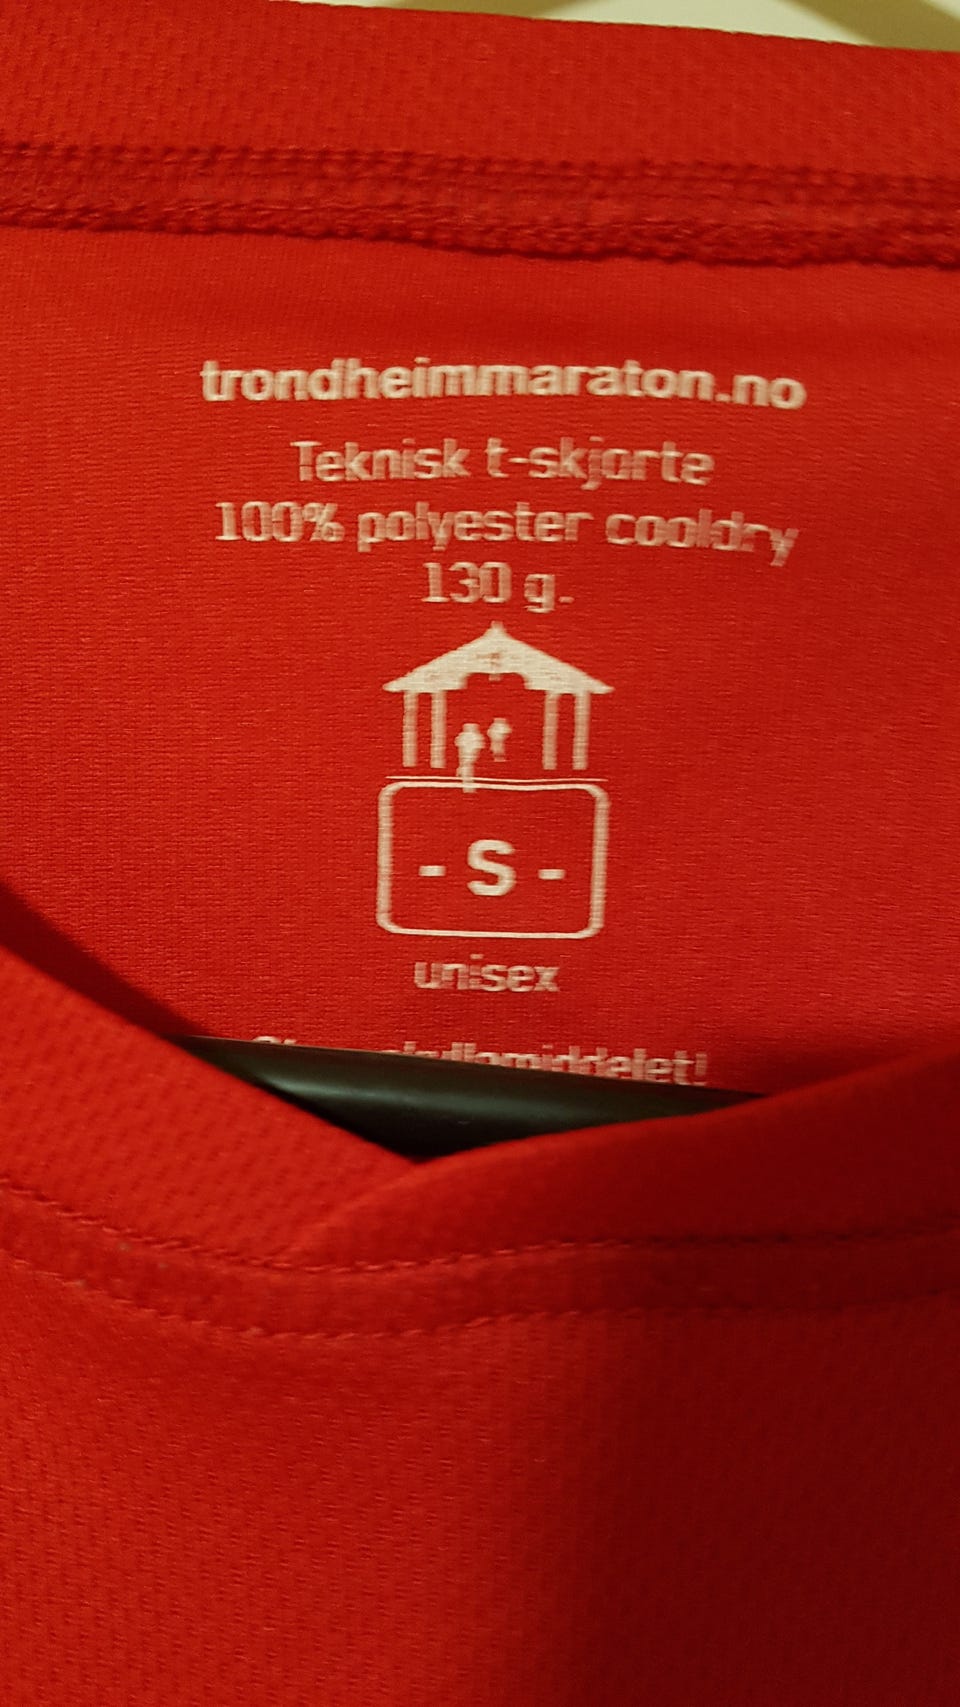 trondheimmaraton.no
Teknisk t-skjorte
100% polyester cooldry
130 g.
- S -
unisex